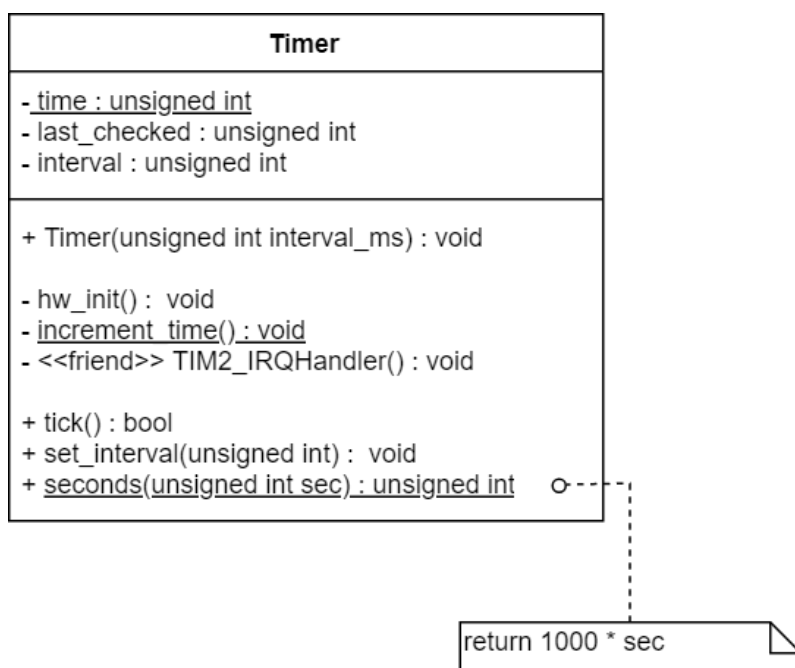 Timer
- time : unsigned int
- last_checked : unsigned int
- interval : unsigned int
+ Timer(unsigned int interval_ms) : void
- hw_init() : void
- increment_time() : void
- <<friend>> TIM2_IRQHandler() : void
+ tick() : bool
+ set_interval(unsigned int) : void
+ seconds(unsigned int sec) : unsigned int
return 1000 * sec